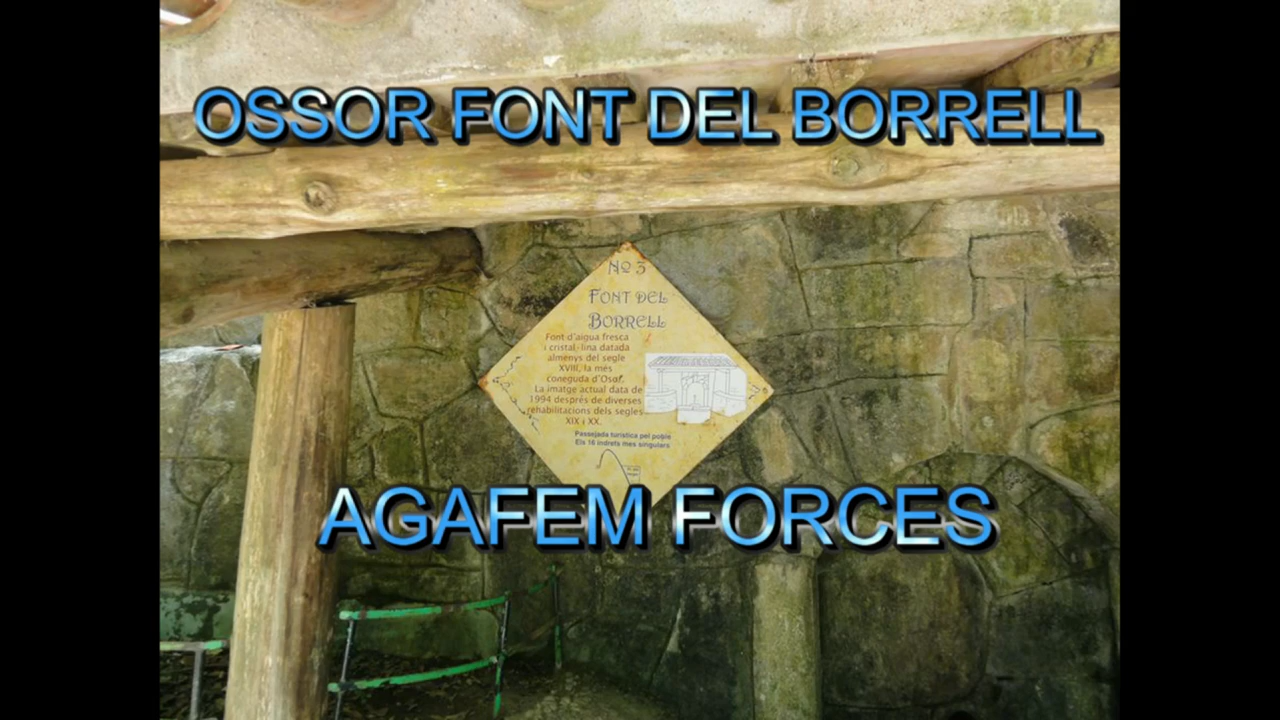 OSSOR FONT DEL BORRELL
Nº 3
FONT DEL
BORRELL
Font d'aigua fresca
i cristal·lina datada
almenys del segle
XVIII, la més
coneguda d'Osor.
La imatge actual data de
1994 després de diverses
rehabilitacions dels segles
XIX i XX.
Passejada turística pel poble
Els 16 indrets mes singulars
AGAFEM FORCES